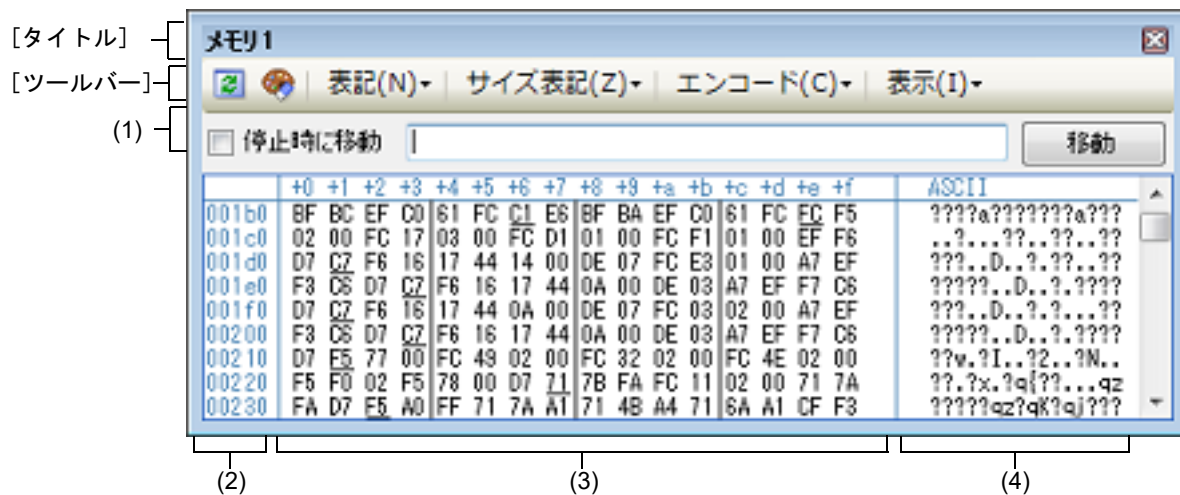 [タイトル]
メモリ1
[ツールバー]
表記(N) サイズ表記(Z) エンコード(C) 表示(I)
(1)
停止時に移動 移動
+0 +1 +2 +3 +4 +5 +6 +7 +8 +9 +a +b +c +d +e +f ASCII
001b0 BF BC EF C0 61 FC C1 E6 BF BA EF C0 61 FC FC F5 ????a???????a???
001c0 02 00 FC 17 03 00 FC D1 01 00 FC F1 01 00 EF F6 ..?...??..??..??
001d0 D7 C7 F6 16 17 44 14 00 DE 07 FC E3 01 00 A7 EF ???..D..?.??..??
001e0 F3 C6 D7 C7 F6 16 17 44 0A 00 DE 03 A7 EF F7 C6 ?????..D..?.????
001f0 D7 C7 F6 16 17 44 0A 00 DE 07 FC 03 02 00 A7 EF ???..D..?.?...??
00200 F3 C6 D7 C7 F6 16 17 44 0A 00 DE 03 A7 EF F7 C6 ?????..D..?.????
00210 D7 F5 77 00 FC 49 02 00 FC 32 02 00 FC 4E 02 00 ??w.?I..?2..?N..
00220 F5 F0 02 F5 78 00 D7 71 7B FA FC 11 02 00 71 7A ??.?x.?q{??...qz
00230 FA D7 E5 A0 FF 71 7A A1 71 4B A4 71 6A A1 CF F3 ?????qz?qK?qj???
(2) (3) (4)